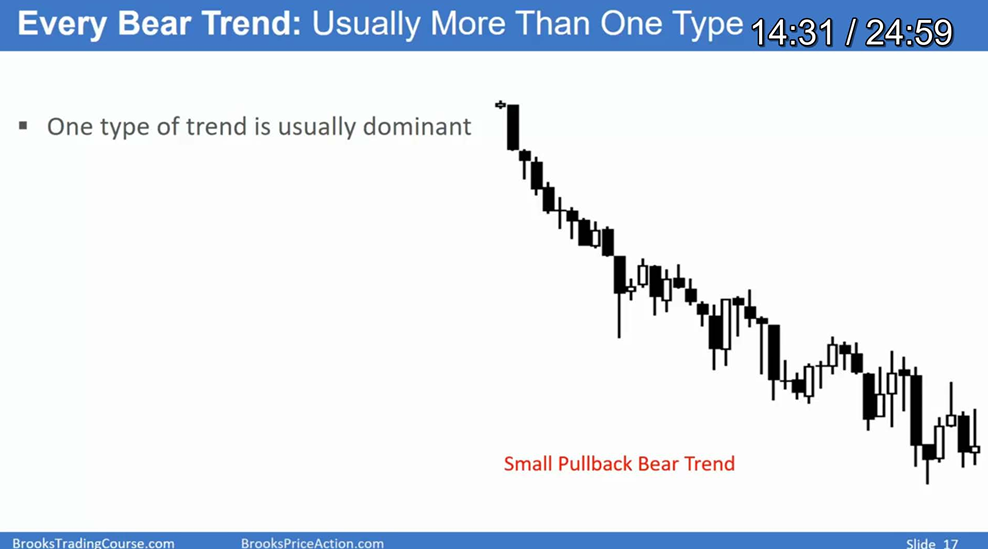 Every Bear Trend: Usually More Than One Type
14:31 / 24:59
▪ One type of trend is usually dominant
Small Pullback Bear Trend
BrooksTradingCourse.com
BrooksPriceAction.com
Slide 17